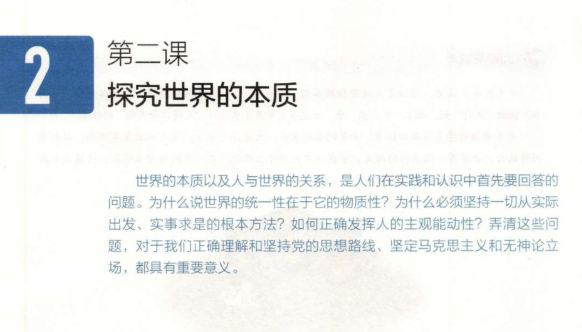 2
第二课
探究世界的本质
世界的本质以及人与世界的关系，是人们在实践和认识中首先要回答的
问题。为什么说世界的统一性在于它的物质性？为什么必须坚持一切从实际
出发、实事求是的根本方法？如何正确发挥人的主观能动性？弄清这些问
题，对于我们正确理解和坚持党的思想路线、坚定马克思主义和无神论立
场，都具有重要意义。